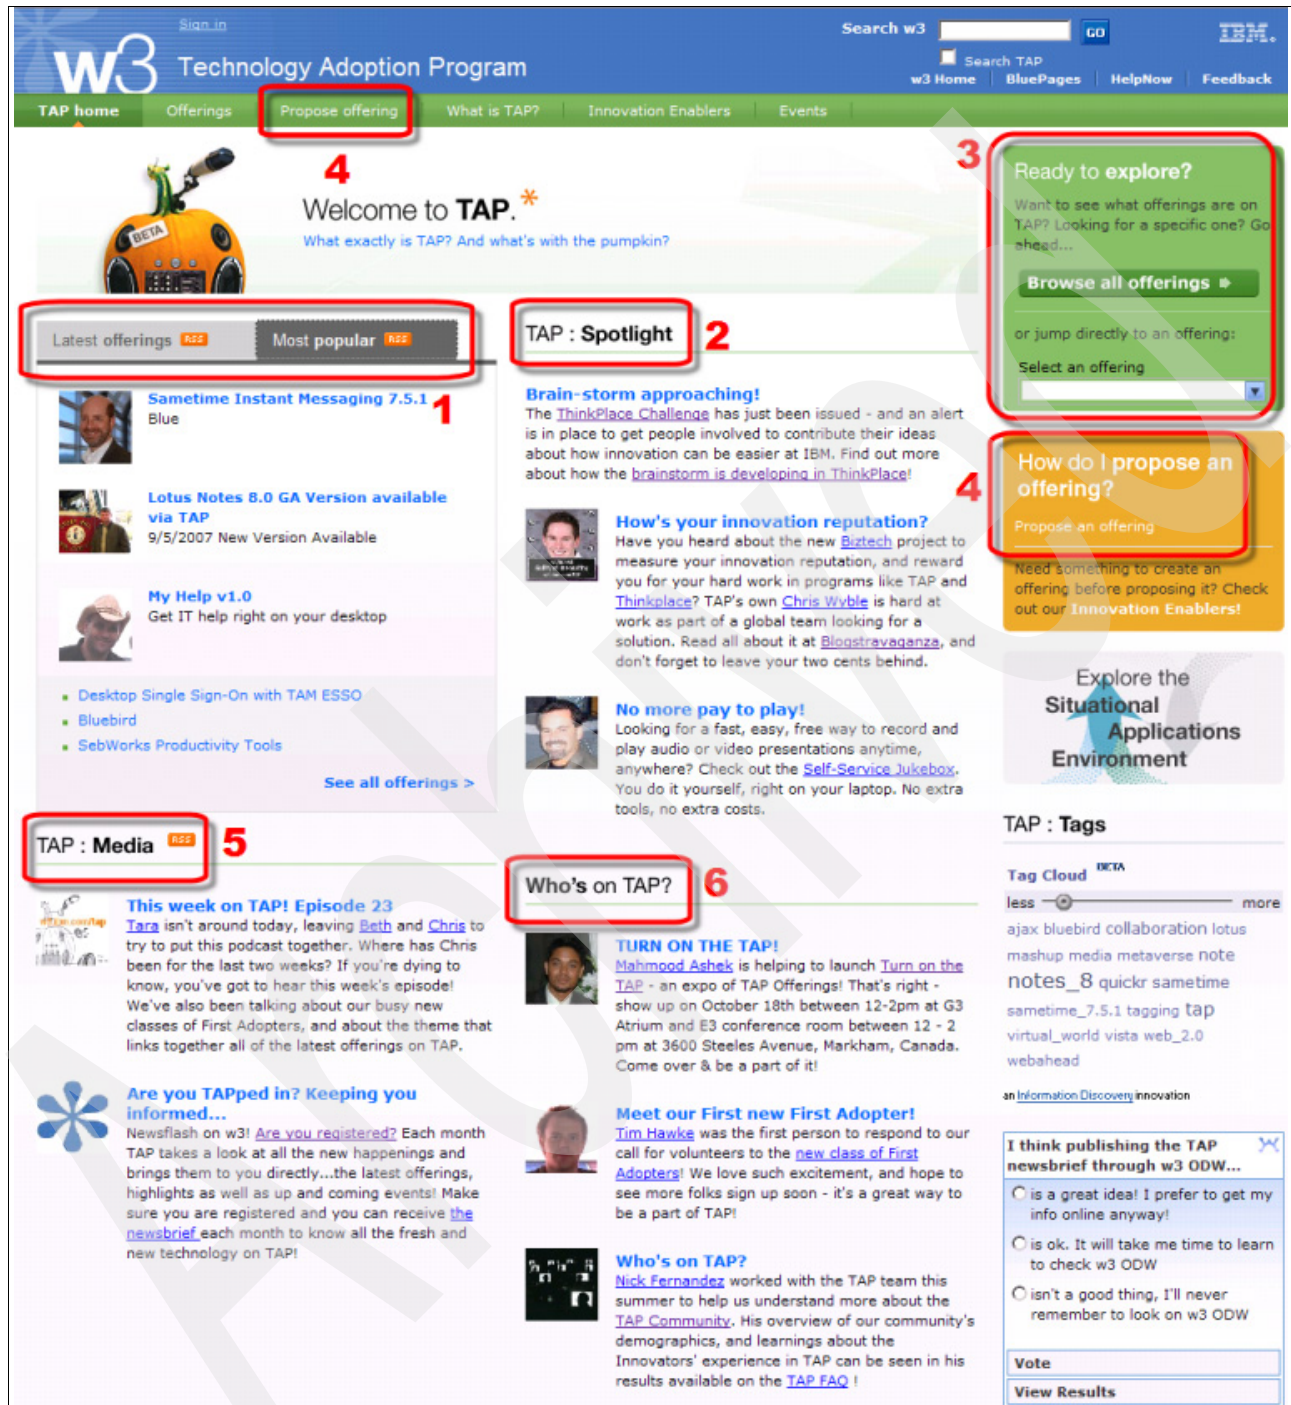 Sign in
Search w3
GO
IBM.
w3
Technology Adoption Program
Search TAP
w3 Home
BluePages
HelpNow
Feedback
TAP home
Offerings
Propose offering
What is TAP?
Innovation Enablers
Events
4
BETA
Welcome to TAP.*
What exactly is TAP? And what's with the pumpkin?
3
Ready to explore?
Want to see what offerings are on
TAP? Looking for a specific one? Go
ahead...
Browse all offerings
or jump directly to an offering:
Select an offering
Latest offerings RSS
Most popular RSS
1
Sametime Instant Messaging 7.5.1
Blue
Lotus Notes 8.0 GA Version available
via TAP
9/5/2007 New Version Available
My Help v1.0
Get IT help right on your desktop
Desktop Single Sign-On with TAM ESSO
Bluebird
SebWorks Productivity Tools
See all offerings >
TAP : Spotlight
2
Brain-storm approaching!
The ThinkPlace Challenge has just been issued - and an alert
is in place to get people involved to contribute their ideas
about how innovation can be easier at IBM. Find out more
about how the brainstorm is developing in ThinkPlace!
How's your innovation reputation?
Have you heard about the new Biztech project to
measure your innovation reputation, and reward
you for your hard work in programs like TAP and
Thinkplace? TAP's own Chris Wyble is hard at
work as part of a global team looking for a
solution. Read all about it at Blogstravaganza, and
don't forget to leave your two cents behind.
No more pay to play!
Looking for a fast, easy, free way to record and
play audio or video presentations anytime,
anywhere? Check out the Self-Service Jukebox.
You do it yourself, right on your laptop. No extra
tools, no extra costs.
4
How do I propose an
offering?
Propose an offering
Need something to create an
offering before proposing it? Check
out our Innovation Enablers!
Explore the
Situational
Applications
Environment
TAP : Media RSS
5
This week on TAP! Episode 23
Tara isn't around today, leaving Beth and Chris to
try to put this podcast together. Where has Chris
been for the last two weeks? If you're dying to
know, you've got to hear this week's episode!
We've also been talking about our busy new
classes of First Adopters, and about the theme that
links together all of the latest offerings on TAP.
Are you TAPped in? Keeping you
informed...
Newsflash on w3! Are you registered? Each month
TAP takes a look at all the new happenings and
brings them to you directly...the latest offerings,
highlights as well as up and coming events! Make
sure you are registered and you can receive the
newsbrief each month to know all the fresh and
new technology on TAP!
Who's on TAP?
6
TURN ON THE TAP!
Mahmood Ashek is helping to launch Turn on the
TAP - an expo of TAP Offerings! That's right -
show up on October 18th between 12-2pm at G3
Atrium and E3 conference room between 12 - 2
pm at 3600 Steeles Avenue, Markham, Canada.
Come over & be a part of it!
Meet our First new First Adopter!
Tim Hawke was the first person to respond to our
call for volunteers to the new class of First
Adopters! We love such excitement, and hope to
see more folks sign up soon - it's a great way to
be a part of TAP!
Who's on TAP?
Nick Fernandez worked with the TAP team this
summer to help us understand more about the
TAP Community. His overview of our community's
demographics, and learnings about the
Innovators' experience in TAP can be seen in his
results available on the TAP FAQ !
TAP : Tags
Tag Cloud BETA
less
more
ajax bluebird collaboration lotus
mashup media metaverse note
notes_8 quickr sametime
sametime_7.5.1 tagging tap
virtual_world vista web_2.0
webahead
an Information Discovery innovation
I think publishing the TAP
newsbrief through w3 ODW...
is a great idea! I prefer to get my
info online anyway!
is ok. It will take me time to learn
to check w3 ODW
isn't a good thing, I'll never
remember to look on w3 ODW
Vote
View Results
Archived